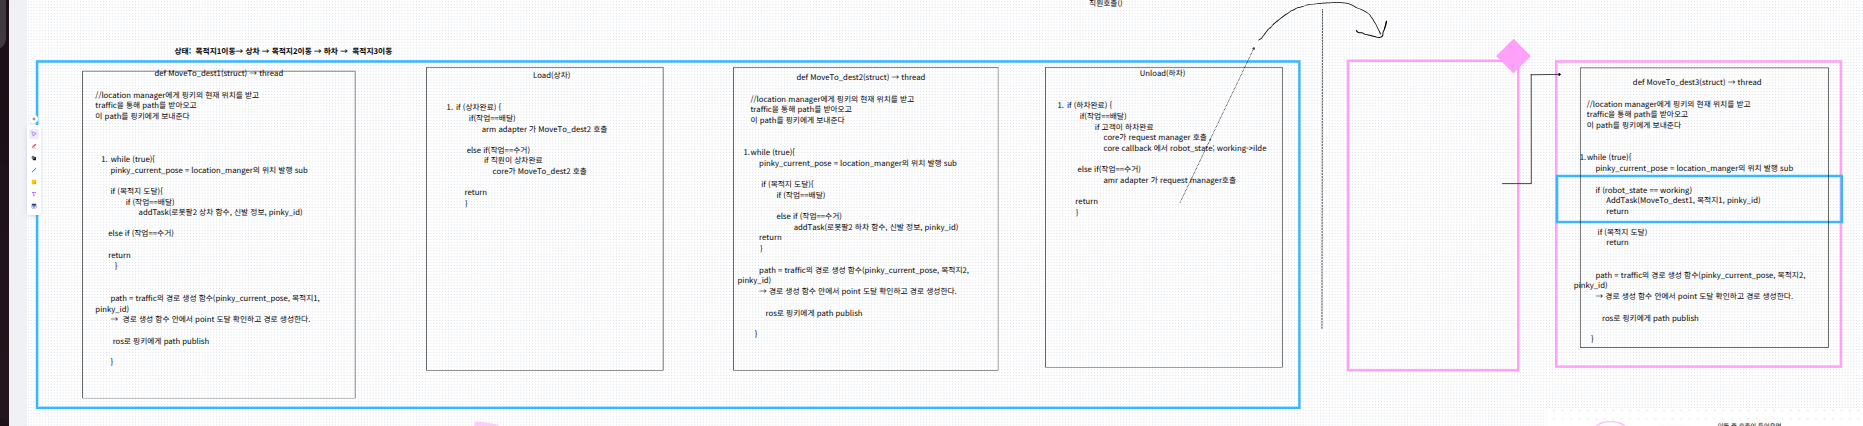 직원호출()
상태: 목적지1이동→ 상차 → 목적지2이동 → 하차 → 목적지3이동
def MoveTo_dest1(struct) → thread
//location manager에게 핑키의 현재 위치를 받고
traffic을 통해 path를 받아오고
이 path를 핑키에게 보내준다
1. while (true){
pinky_current_pose = location_manger의 위치 발행 sub
if (목적지 도달){
if (작업==배달)
addTask(로봇팔2 상차 함수, 신발 정보, pinky_id)
else if (작업==수거)
return
}
path = traffic의 경로 생성 함수(pinky_current_pose, 목적지1,
pinky_id)
→ 경로 생성 함수 안에서 point 도달 확인하고 경로 생성한다.
ros로 핑키에게 path publish
}
Load(상차)
1. if (상차완료) {
if(작업==배달)
arm adapter 가 MoveTo_dest2 호출
else if(작업==수거)
if 직원이 상차완료
core가 MoveTo_dest2 호출
return
}
def MoveTo_dest2(struct) → thread
//location manager에게 핑키의 현재 위치를 받고
traffic을 통해 path를 받아오고
이 path를 핑키에게 보내준다
1.while (true){
pinky_current_pose = location_manger의 위치 발행 sub
if (목적지 도달){
if (작업==배달)
else if (작업==수거)
addTask(로봇팔2 하차 함수, 신발 정보, pinky_id)
return
}
path = traffic의 경로 생성 함수(pinky_current_pose, 목적지2,
pinky_id)
→ 경로 생성 함수 안에서 point 도달 확인하고 경로 생성한다.
ros로 핑키에게 path publish
}
Unload(하차)
1. if (하차완료) {
if(작업==배달)
if 고객이 하차완료
core가 request manager 호출 ,
core callback 에서 robot_state; working->ilde
else if(작업==수거)
amr adapter 가 request manager호출
return
}
def MoveTo_dest3(struct) → thread
//location manager에게 핑키의 현재 위치를 받고
traffic을 통해 path를 받아오고
이 path를 핑키에게 보내준다
1.while (true){
pinky_current_pose = location_manger의 위치 발행 sub
if (robot_state == working)
AddTask(MoveTo_dest1, 목적지1, pinky_id)
return
if (목적지 도달)
return
path = traffic의 경로 생성 함수(pinky_current_pose, 목적지2,
pinky_id)
→ 경로 생성 함수 안에서 point 도달 확인하고 경로 생성한다.
ros로 핑키에게 path publish
}